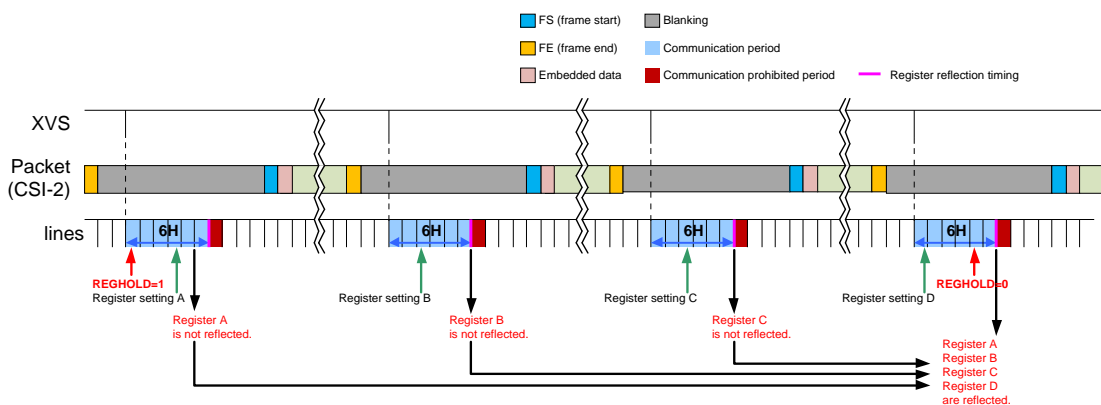 FS (frame start)
Blanking
FE (frame end)
Communication period
Embedded data
Communication prohibited period
Register reflection timing
XVS
Packet
(CSI-2)
lines
6H
6H
6H
6H
REGHOLD=1
Register setting A
Register setting B
Register setting C
Register setting D
REGHOLD=0
Register A
is not reflected.
Register B
is not reflected.
Register C
is not reflected.
Register A
Register B
Register C
Register D
are reflected.